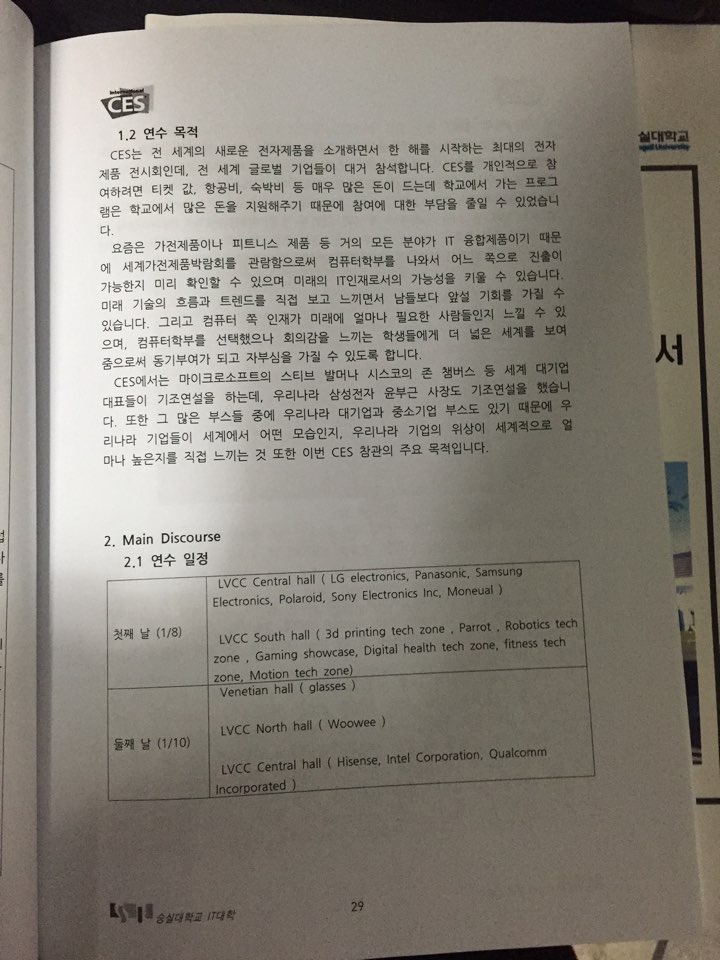 International
CES
1.2 연수 목적
CES는 전 세계의 새로운 전자제품을 소개하면서 한 해를 시작하는 최대의 전자
제품 전시회인데, 전 세계 글로벌 기업들이 대거 참석합니다. CES를 개인적으로 참
여하려면 티켓 값, 항공비, 숙박비 등 매우 많은 돈이 드는데 학교에서 가는 프로그
램은 학교에서 많은 돈을 지원해주기 때문에 참여에 대한 부담을 줄일 수 있었습니
다.
요즘은 가전제품이나 피트니스 제품 등 거의 모든 분야가 IT 융합제품이기 때문
에 세계가전제품박람회를 관람함으로써 컴퓨터학부를 나와서 어느 쪽으로 진출이
가능한지 미리 확인할 수 있으며 미래의 IT인재로서의 가능성을 키울 수 있습니다.
미래 기술의 흐름과 트렌드를 직접 보고 느끼면서 남들보다 앞설 기회를 가질 수
있습니다. 그리고 컴퓨터 쪽 인재가 미래에 얼마나 필요한 사람들인지 느낄 수 있
으며, 컴퓨터학부를 선택했으나 회의감을 느끼는 학생들에게 더 넓은 세계를 보여
줌으로써 동기부여가 되고 자부심을 가질 수 있도록 합니다.
CES에서는 마이크로소프트의 스티브 발머나 시스코의 존 챔버스 등 세계 대기업
대표들이 기조연설을 하는데, 우리나라 삼성전자 윤부근 사장도 기조연설을 했습니
다. 또한 그 많은 부스들 중에 우리나라 대기업과 중소기업 부스도 있기 때문에 우
리나라 기업들이 세계에서 어떤 모습인지, 우리나라 기업의 위상이 세계적으로 얼
마나 높은지를 직접 느끼는 것 또한 이번 CES 참관의 주요 목적입니다.
2. Main Discourse
2.1 연수 일정
첫째 날 (1/8)
LVCC Central hall ( LG electronics, Panasonic, Samsung
Electronics, Polaroid, Sony Electronics Inc, Moneual )
LVCC South hall ( 3d printing tech zone , Parrot , Robotics tech
zone , Gaming showcase, Digital health tech zone, fitness tech
zone, Motion tech zone)
둘째 날 (1/10)
Venetian hall ( glasses )
LVCC North hall ( Woowee )
LVCC Central hall ( Hisense, Intel Corporation, Qualcomm
Incorporated )
숭실대학교 IT대학
29
실대학교
University
서